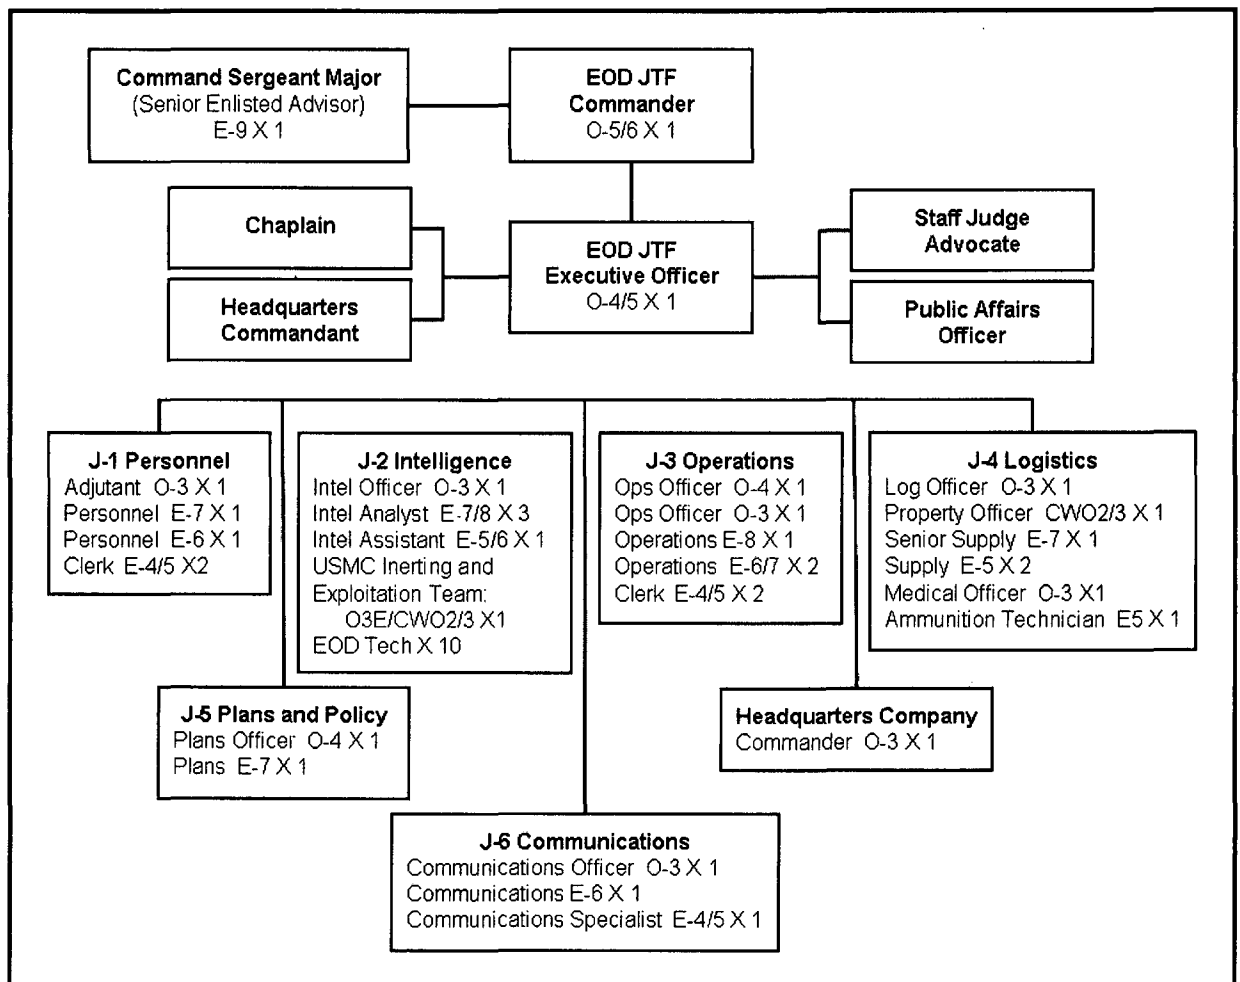 Command Sergeant Major
(Senior Enlisted Advisor)
E-9 X 1
EOD JTF
Commander
O-5/6 X 1
Chaplain
Headquarters
Commandant
EOD JTF
Executive Officer
O-4/5 X 1
Staff Judge
Advocate
Public Affairs
Officer
J-1 Personnel
Adjutant O-3 X 1
Personnel E-7 X 1
Personnel E-6 X 1
Clerk E-4/5 X2
J-2 Intelligence
Intel Officer O-3 X 1
Intel Analyst E-7/8 X 3
Intel Assistant E-5/6 X 1
USMC Inerting and
Exploitation Team:
O3E/CWO2/3 X1
EOD Tech X 10
J-3 Operations
Ops Officer O-4 X 1
Ops Officer O-3 X 1
Operations E-8 X 1
Operations E-6/7 X 2
Clerk E-4/5 X 2
J-4 Logistics
Log Officer O-3 X 1
Property Officer CWO2/3 X 1
Senior Supply E-7 X 1
Supply E-5 X 2
Medical Officer O-3 X1
Ammunition Technician E5 X 1
J-5 Plans and Policy
Plans Officer O-4 X 1
Plans E-7 X 1
Headquarters Company
Commander O-3 X 1
J-6 Communications
Communications Officer O-3 X 1
Communications E-6 X 1
Communications Specialist E-4/5 X 1